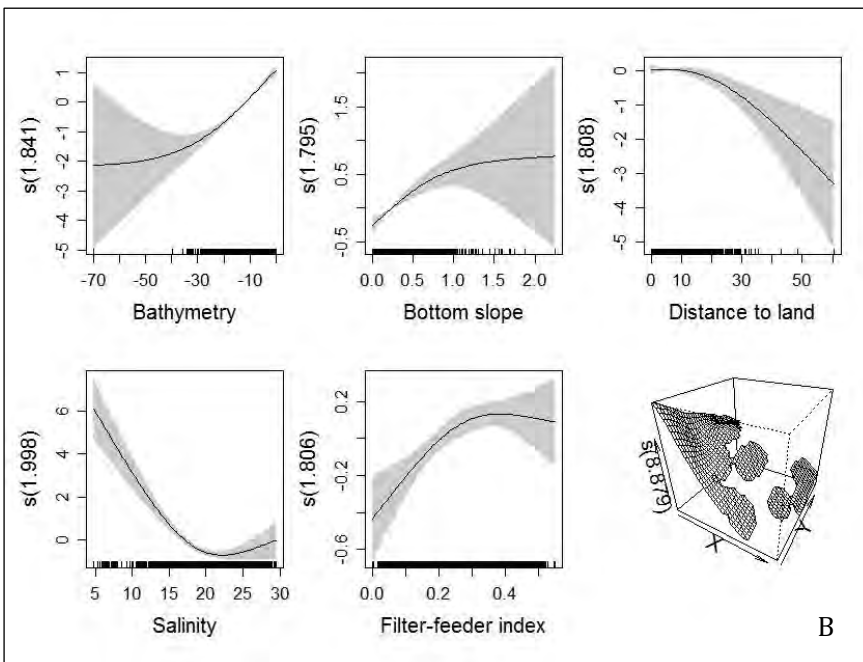 s(1.841)
1
0
-1
-2
-3
-4
-5
-70 -50 -30 -10 0
Bathymetry
s(1.795)
1.5
0.5
-0.5
0.0 0.5 1.0 1.5 2.0
Bottom slope
s(1.808)
0
-1
-2
-3
-4
-5
0 10 30 50
Distance to land
s(1.998)
6
4
2
0
5 10 15 20 25 30
Salinity
s(1.806)
0.2
-0.2
-0.6
0.0 0.2 0.4
Filter-feeder index
s(8.879)
X
Y
B